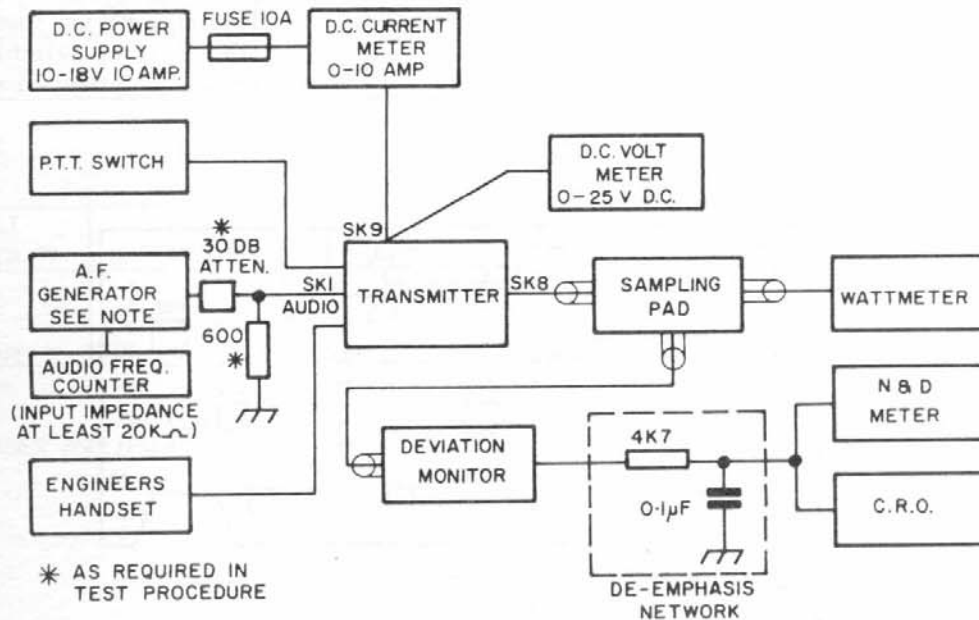 D.C. POWER
SUPPLY
10-18V 10 AMP.
FUSE 10A
D.C. CURRENT
METER
0-10 AMP
P.T.T. SWITCH
D.C. VOLT
METER
0-25 V D.C.
SK9
*
30 DB
ATTEN.
A.F.
GENERATOR
SEE NOTE
SK1
AUDIO
TRANSMITTER
SK8
SAMPLING
PAD
WATTMETER
600
*
AUDIO FREQ.
COUNTER
(INPUT IMPEDANCE
AT LEAST 20KΩ)
N & D
METER
DEVIATION
MONITOR
4K7
0·1µF
C.R.O.
ENGINEERS
HANDSET
* AS REQUIRED IN
TEST PROCEDURE
DE-EMPHASIS
NETWORK